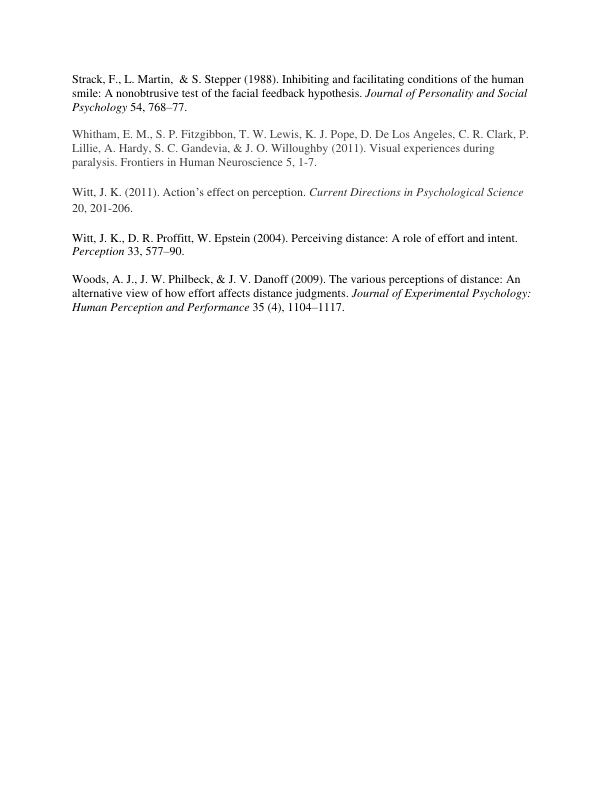 Strack, F., L. Martin,  & S. Stepper (1988). Inhibiting and facilitating conditions of the human
smile: A nonobtrusive test of the facial feedback hypothesis. Journal of Personality and Social
Psychology 54, 768–77.
Whitham, E. M., S. P. Fitzgibbon, T. W. Lewis, K. J. Pope, D. De Los Angeles, C. R. Clark, P.
Lillie, A. Hardy, S. C. Gandevia, & J. O. Willoughby (2011). Visual experiences during
paralysis. Frontiers in Human Neuroscience 5, 1-7.
Witt, J. K. (2011). Action’s effect on perception. Current Directions in Psychological Science
20, 201-206.
Witt, J. K., D. R. Proffitt, W. Epstein (2004). Perceiving distance: A role of effort and intent.
Perception 33, 577–90.
Woods, A. J., J. W. Philbeck, & J. V. Danoff (2009). The various perceptions of distance: An
alternative view of how effort affects distance judgments. Journal of Experimental Psychology:
Human Perception and Performance 35 (4), 1104–1117.